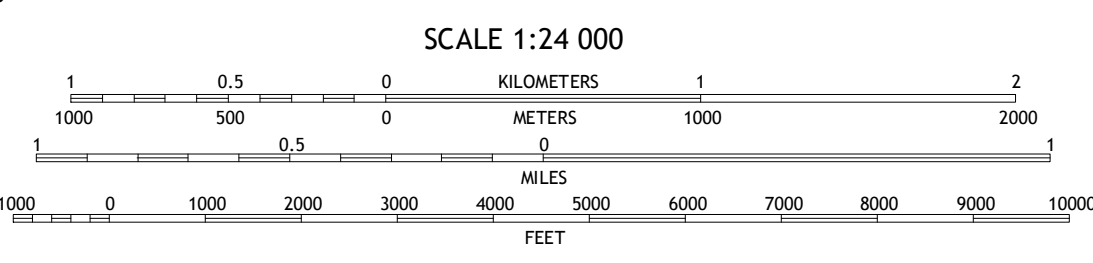 SCALE 1:24 000
1 0.5 0 KILOMETERS 1 2
1000 500 0 METERS 1000 2000
1 0.5 0 1
MILES
1000 0 1000 2000 3000 4000 5000 6000 7000 8000 9000 10000
FEET